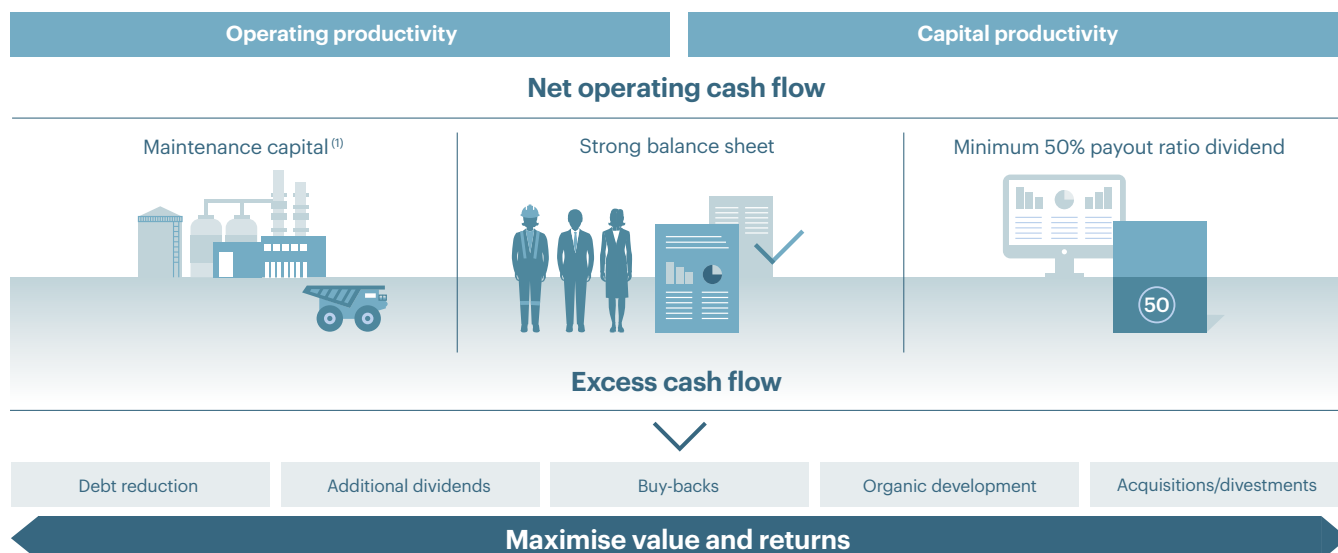 Operating productivity
Capital productivity
Net operating cash flow
Maintenance capital (1)
Strong balance sheet
Minimum 50% payout ratio dividend
50
Excess cash flow
Debt reduction
Additional dividends
Buy-backs
Organic development
Acquisitions/divestments
Maximise value and returns